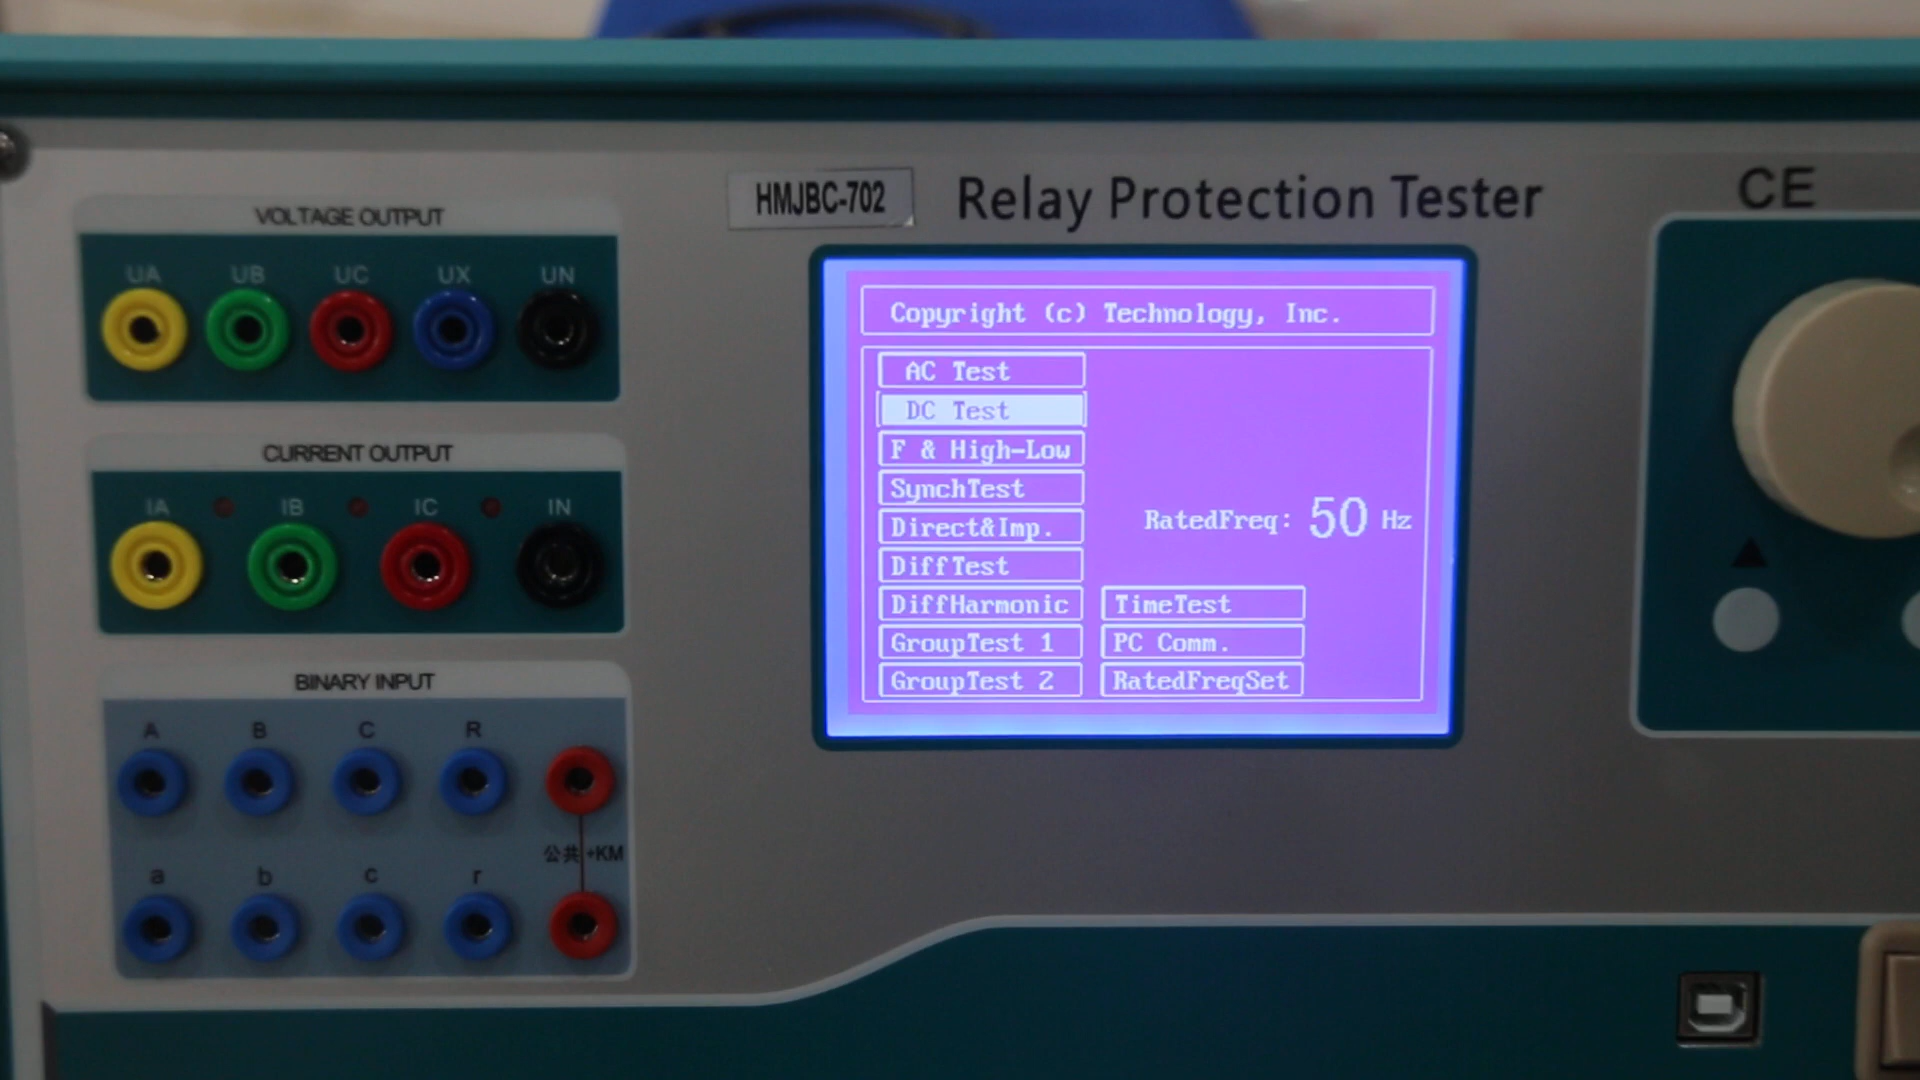 HMJBC-702 Relay Protection Tester
CE
VOLTAGE OUTPUT
UA UB UC UX UN
CURRENT OUTPUT
IA IB IC IN
BINARY INPUT
A B C R
公共 +KM
a b c r
Copyright (c) Technology, Inc.
AC Test
DC Test
F & High-Low
SynchTest
Direct&Imp.
DiffTest
DiffHarmonic
GroupTest 1
GroupTest 2
RatedFreq: 50 Hz
TimeTest
PC Comm.
RatedFreqSet